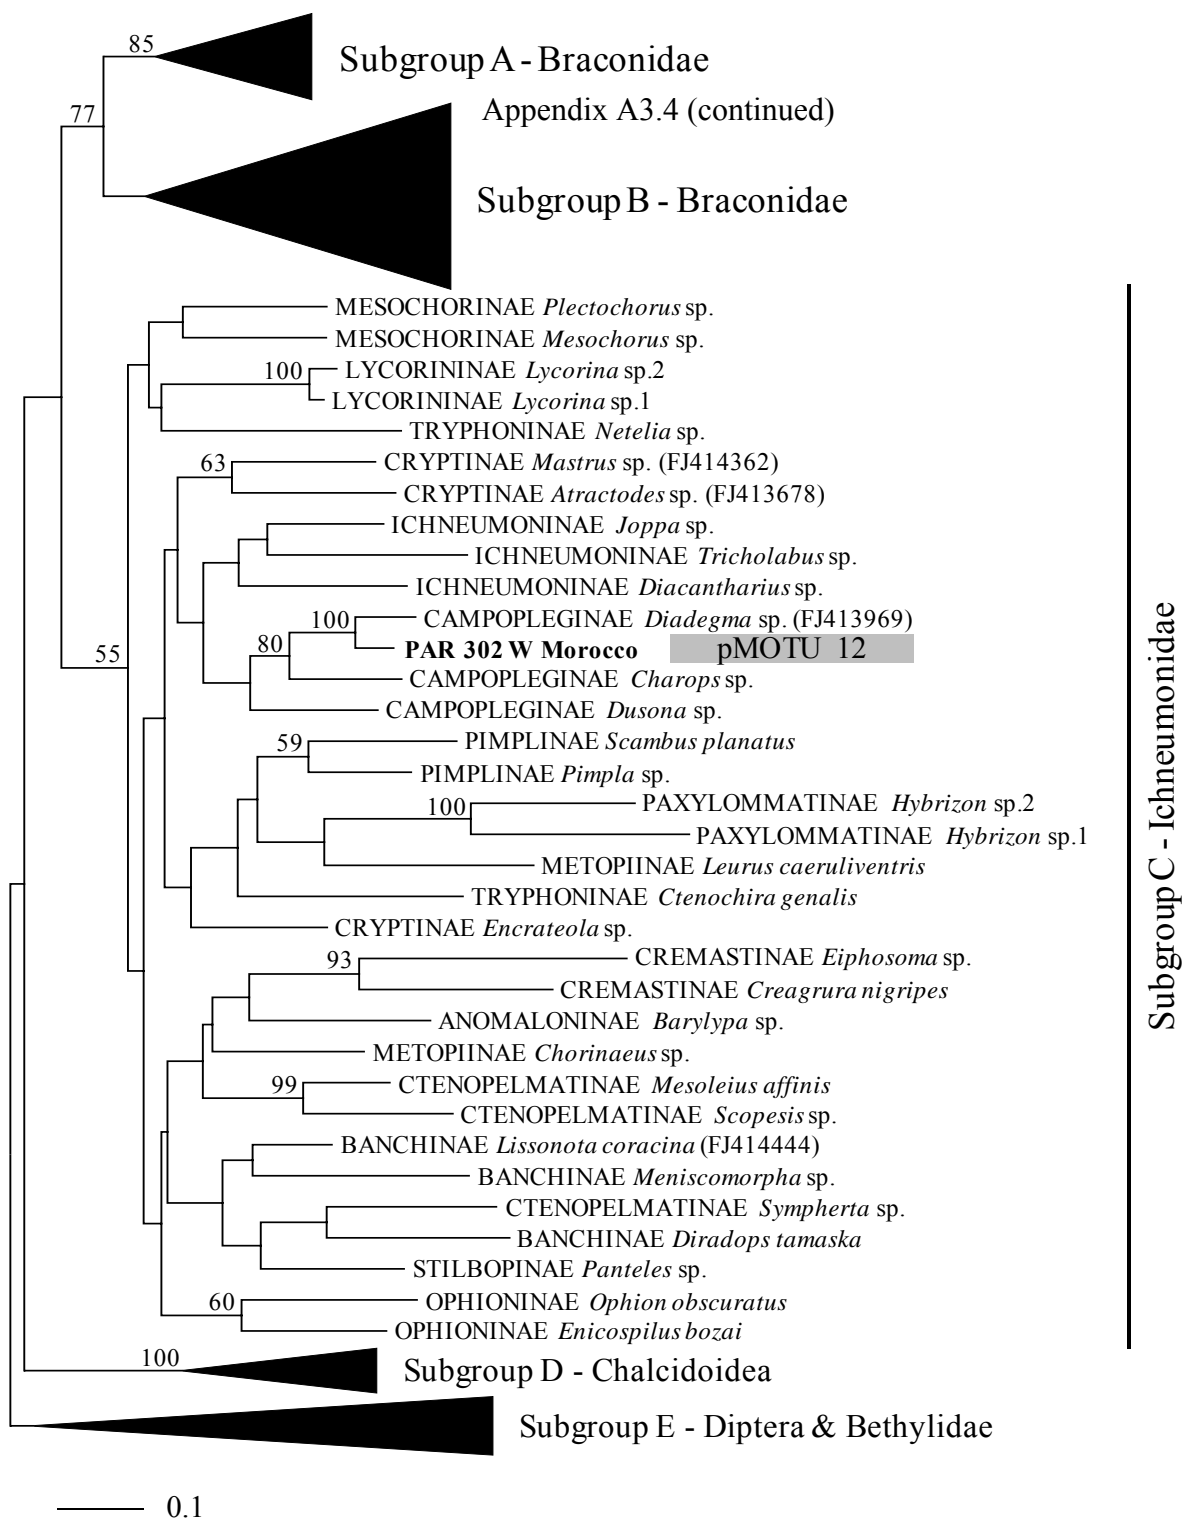 85
Subgroup A - Braconidae
77
Appendix A3.4 (continued)
Subgroup B - Braconidae
MESOCHORINAE Plectochorus sp.
MESOCHORINAE Mesochorus sp.
100
LYCORININAE Lycorina sp.2
LYCORININAE Lycorina sp.1
TRYPHONINAE Netelia sp.
63
CRYPTINAE Mastrus sp. (FJ414362)
CRYPTINAE Atractodes sp. (FJ413678)
ICHNEUMONINAE Joppa sp.
ICHNEUMONINAE Tricholabus sp.
ICHNEUMONINAE Diacantharius sp.
100
CAMPOPLEGINAE Diadegma sp. (FJ413969)
55
80
PAR 302 W Morocco pMOTU 12
CAMPOPLEGINAE Charops sp.
CAMPOPLEGINAE Dusona sp.
59
PIMPLINAE Scambus planatus
PIMPLINAE Pimpla sp.
100
PAXYLOMMATINAE Hybrizon sp.2
PAXYLOMMATINAE Hybrizon sp.1
METOPIINAE Leurus caeruliventris
TRYPHONINAE Ctenochira genalis
CRYPTINAE Encrateola sp.
93
CREMASTINAE Eiphosoma sp.
CREMASTINAE Creagrura nigripes
ANOMALONINAE Barylypa sp.
METOPIINAE Chorinaeus sp.
99
CTENOPELMATINAE Mesoleius affinis
CTENOPELMATINAE Scopesis sp.
BANCHINAE Lissonota coracina (FJ414444)
BANCHINAE Meniscomorpha sp.
CTENOPELMATINAE Sympherta sp.
BANCHINAE Diradops tamaska
STILBOPINAE Panteles sp.
60
OPHIONINAE Ophion obscuratus
OPHIONINAE Enicospilus bozai
Subgroup C - Ichneumonidae
100
Subgroup D - Chalcidoidea
Subgroup E - Diptera & Bethylidae
0.1